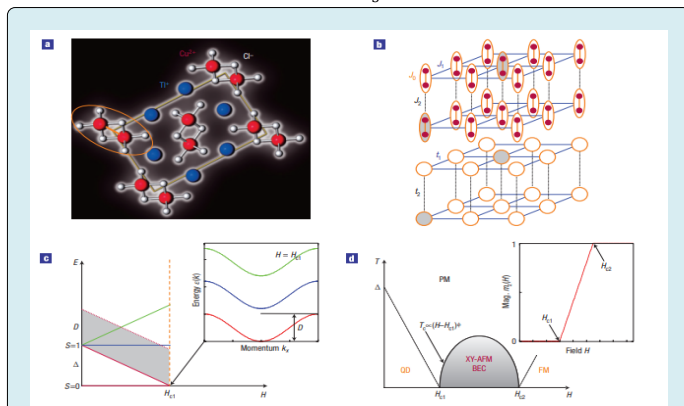 a
Cu2+
Cl–
Tl+
b
J1
J0
J2
t1
t2
c
E
D
S=1
Δ
S=0
Hc1
H
Energy ε(k)
H = Hc1
D
Momentum kx
d
T
Δ
PM
Tc∝(H–Hc1)ᶲ
QD
XY-AFM
BEC
FM
Hc1
Hc2
H
1
Mag. mz(H)
0
Hc1
Hc2
Field H